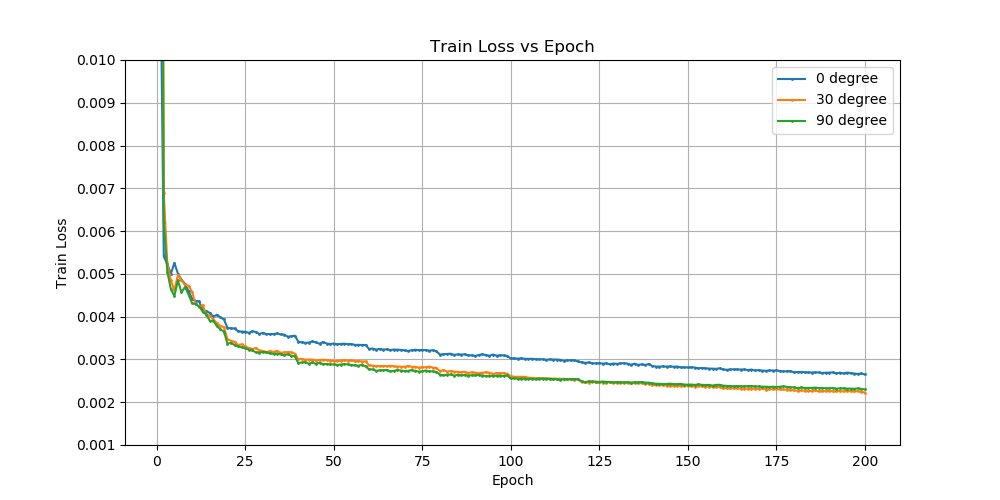 Train Loss vs Epoch
0.010
0.009
0.008
0.007
0.006
0.005
0.004
0.003
0.002
0.001
Train Loss
0 degree
30 degree
90 degree
0 25 50 75 100 125 150 175 200
Epoch